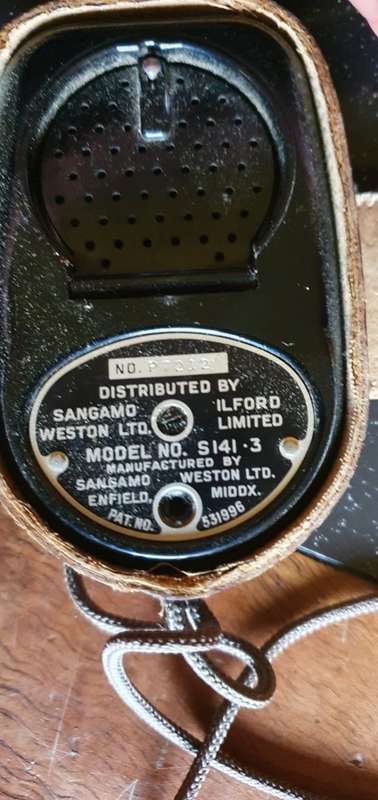 NO.
DISTRIBUTED BY
SANGAMO ILFORD
WESTON LTD. LIMITED
MODEL NO. S141·3
MANUFACTURED BY
SANGAMO WESTON LTD.
ENFIELD, MIDDX.
PAT. NO. 531996